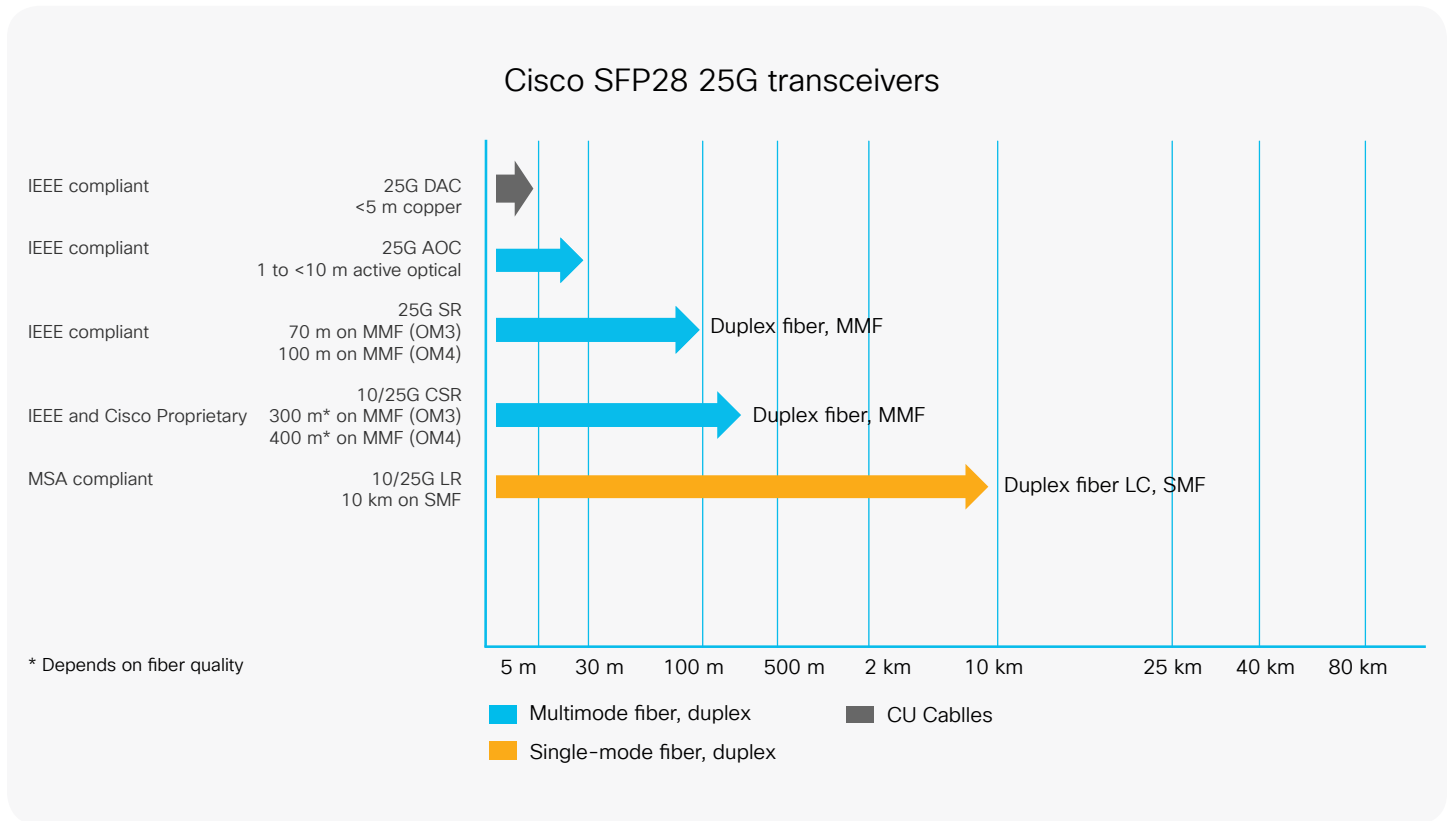 Cisco SFP28 25G transceivers
IEEE compliant
25G DAC
<5 m copper
IEEE compliant
25G AOC
1 to <10 m active optical
IEEE compliant
25G SR
70 m on MMF (OM3)
100 m on MMF (OM4)
Duplex fiber, MMF
IEEE and Cisco Proprietary
10/25G CSR
300 m* on MMF (OM3)
400 m* on MMF (OM4)
Duplex fiber, MMF
MSA compliant
10/25G LR
10 km on SMF
Duplex fiber LC, SMF
* Depends on fiber quality
5 m 30 m 100 m 500 m 2 km 10 km 25 km 40 km 80 km
Multimode fiber, duplex
CU Cablles
Single-mode fiber, duplex